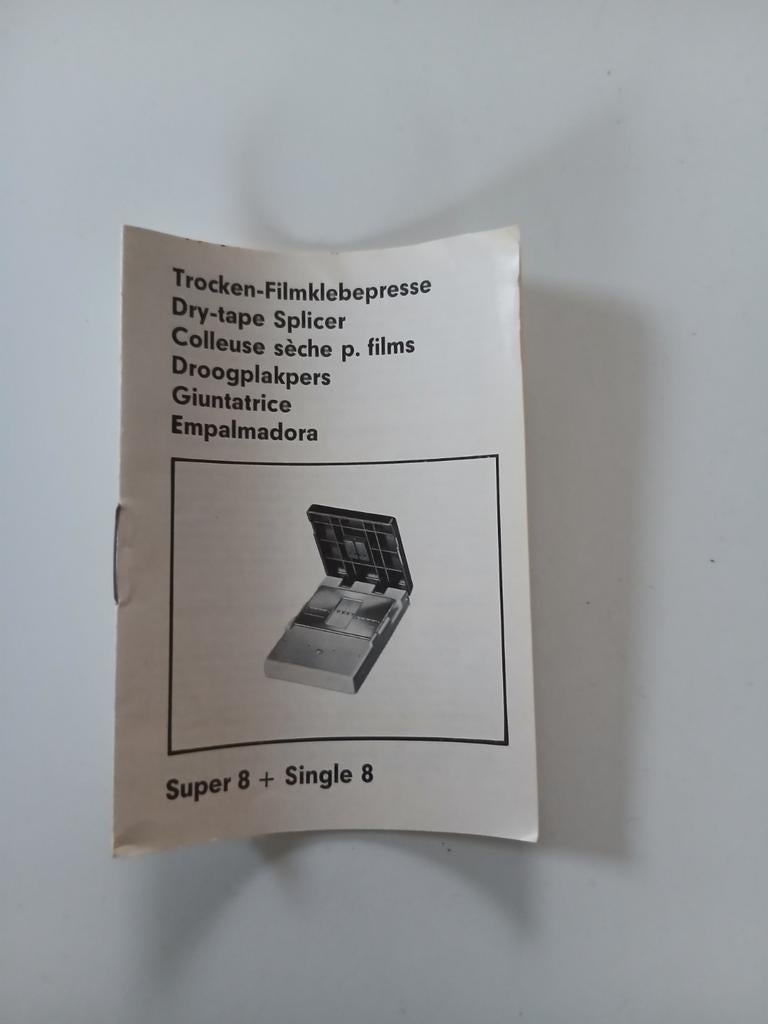 Trocken-Filmklebepresse
Dry-tape Splicer
Colleuse sèche p. films
Droogplakpers
Giuntatrice
Empalmadora
Super 8 + Single 8